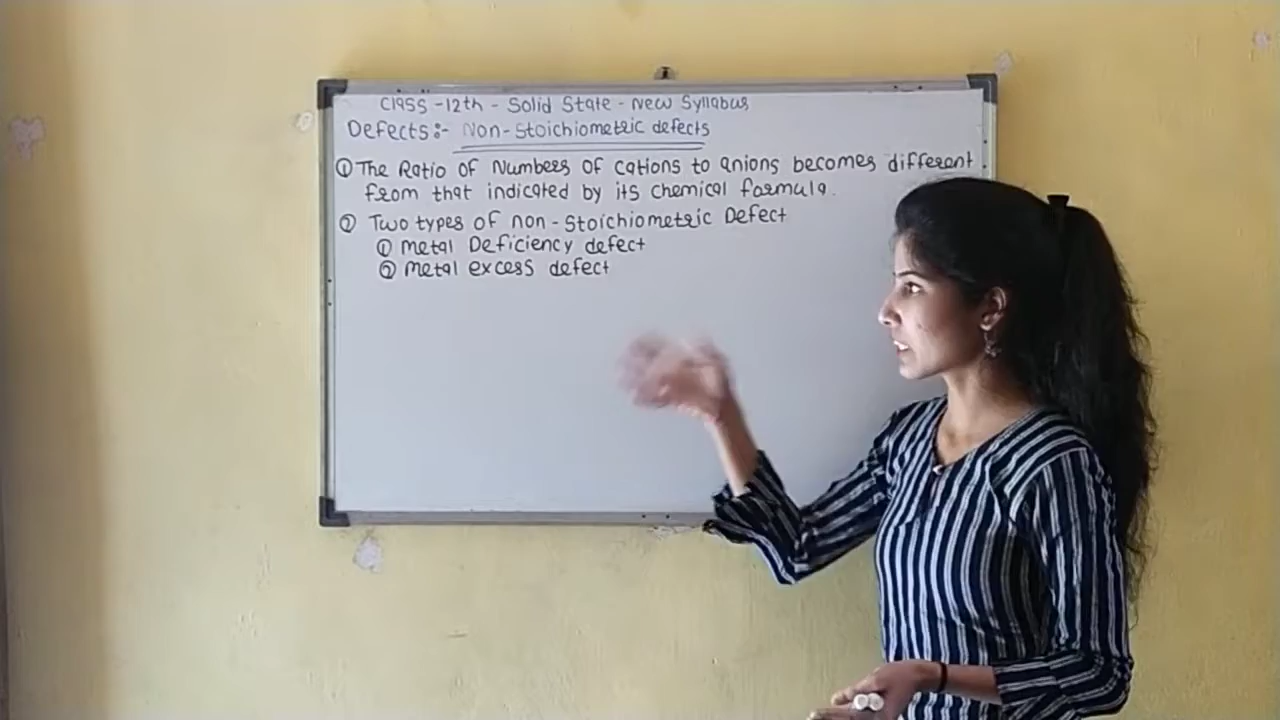 Class -12th - Solid State - New Syllabus
Defects:- Non-Stoichiometric defects
① The Ratio of Numbers of cations to anions becomes different
from that indicated by its chemical formula.
② Two types of non-Stoichiometric Defect
① Metal Deficiency defect
② Metal excess defect